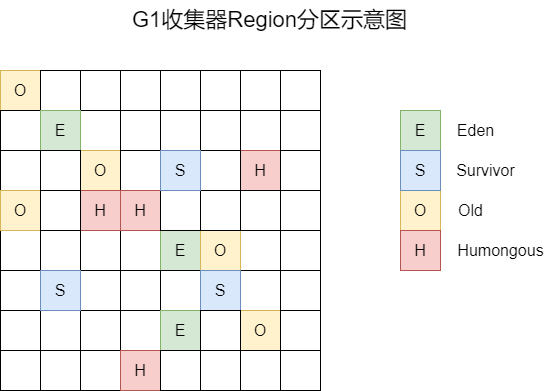 G1收集器Region分区示意图
O
E
E Eden
O S H
S Survivor
O H H
O Old
E O
H Humongous
S S
E O
H